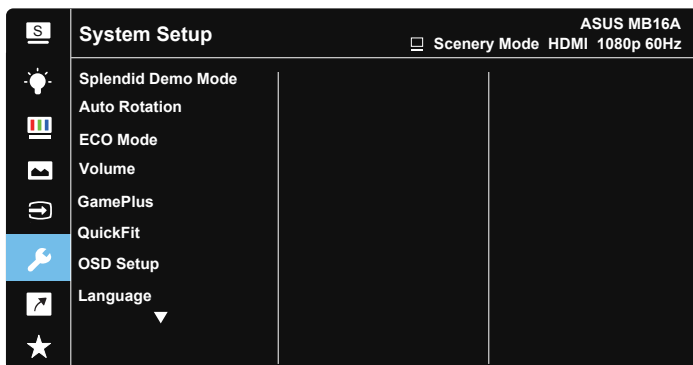 S
System Setup
ASUS MB16A
Scenery Mode HDMI 1080p 60Hz
Splendid Demo Mode
Auto Rotation
ECO Mode
Volume
GamePlus
QuickFit
OSD Setup
Language